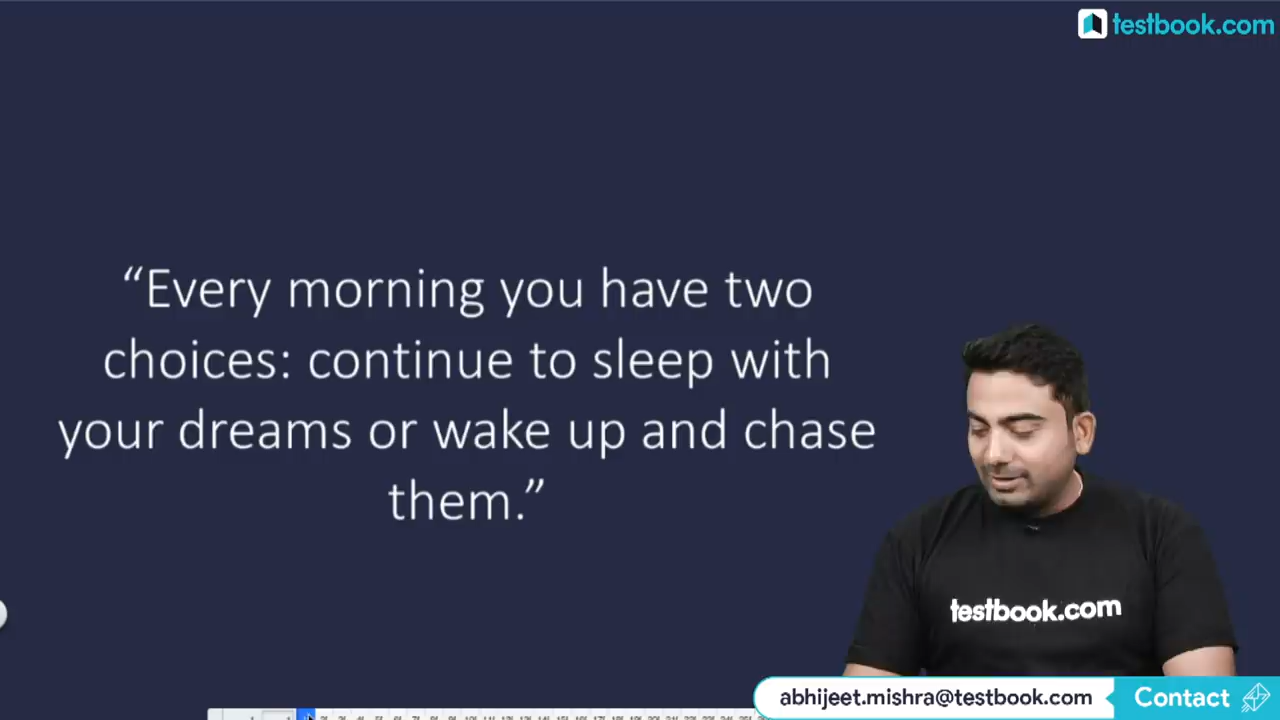 testbook.com
“Every morning you have two
choices: continue to sleep with
your dreams or wake up and chase
them.”
testbook.com
abhijeet.mishra@testbook.com
Contact